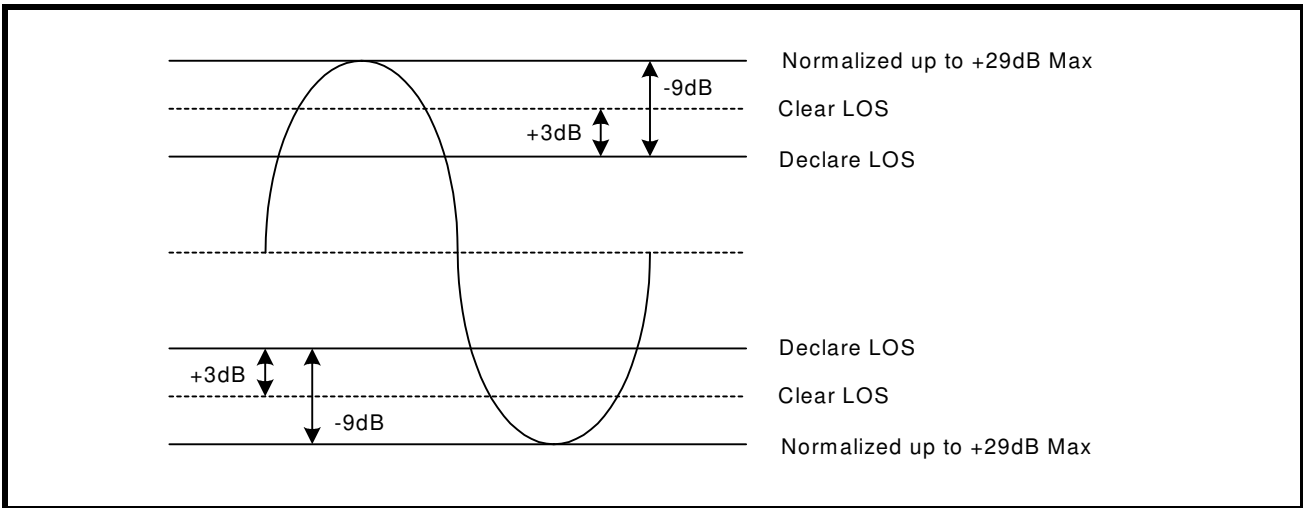 Normalized up to +29dB Max
-9dB
Clear LOS
+3dB
Declare LOS
Declare LOS
+3dB
Clear LOS
-9dB
Normalized up to +29dB Max